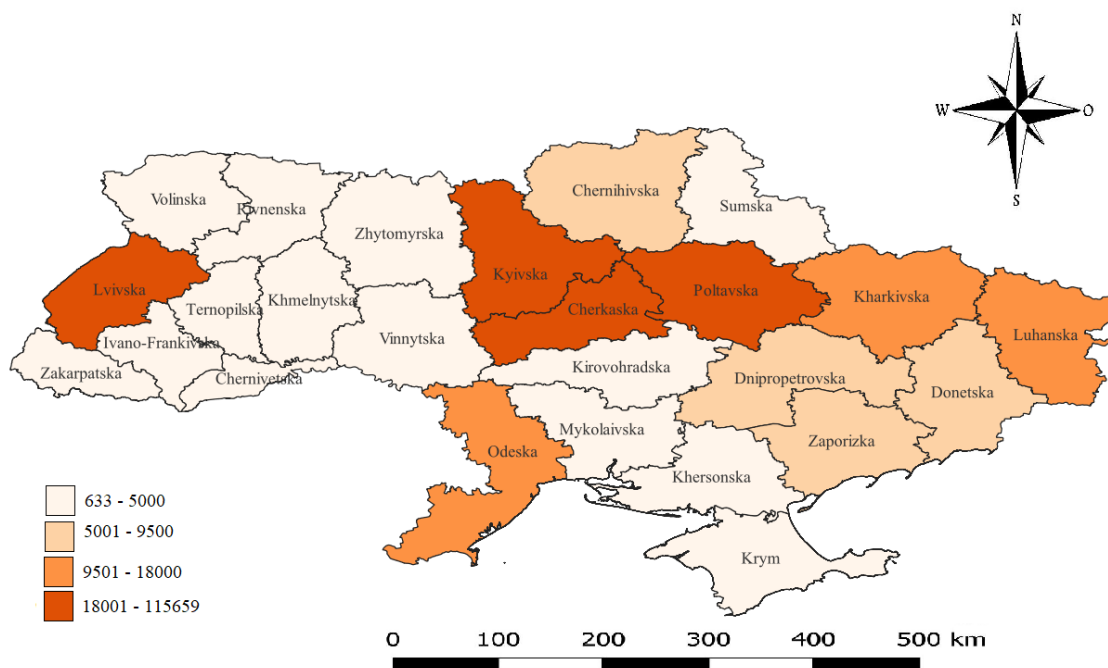 N
W
O
S
Chernihivska
Volinska
Rivnenska
Sumska
Zhytomyrska
Kyivska
Lvivska
Poltavska
Kharkivska
Khmelnytska
Ternopilska
Cherkaska
Luhanska
Vinnytska
Ivano-Frankivska
Kirovohradska
Zakarpatska
Chernivetska
Dnipropetrovska
Donetska
Mykolaivska
Zaporizka
Odeska
Khersonska
Krym
633 - 5000
5001 - 9500
9501 - 18000
18001 - 115659
0 100 200 300 400 500 km